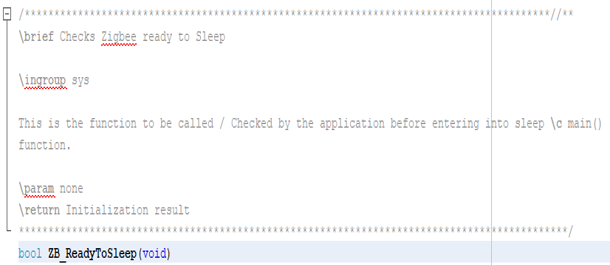 /*****************************************************************************************//**
\brief Checks Zigbee ready to Sleep
\ingroup sys
This is the function to be called / Checked by the application before entering into sleep \c main()
function.
\param none
\return Initialization result
*********************************************************************************************/
bool ZB_ReadyToSleep(void)